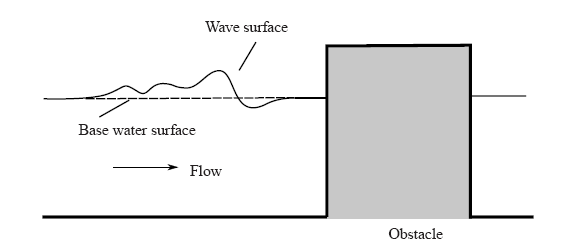 Wave surface
Base water surface
Flow
Obstacle